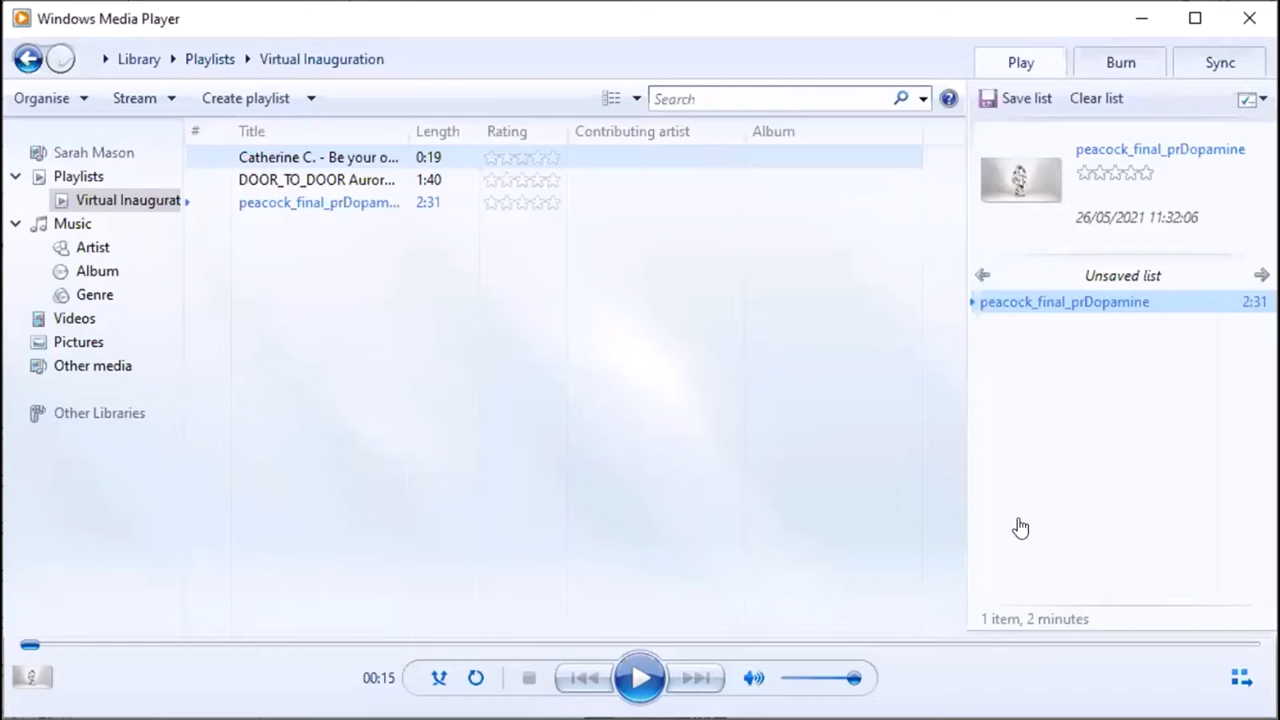 Windows Media Player
Library Playlists Virtual Inauguration
Play Burn Sync
Organise Stream Create playlist
Search
Save list Clear list
# Title Length Rating Contributing artist Album
Sarah Mason
Playlists
Virtual Inaugurat
Music
Artist
Album
Genre
Videos
Pictures
Other media
Other Libraries
Catherine C. - Be your o... 0:19
DOOR_TO_DOOR Auror... 1:40
peacock_final_prDopam... 2:31
peacock_final_prDopamine
26/05/2021 11:32:06
Unsaved list
peacock_final_prDopamine 2:31
1 item, 2 minutes
00:15